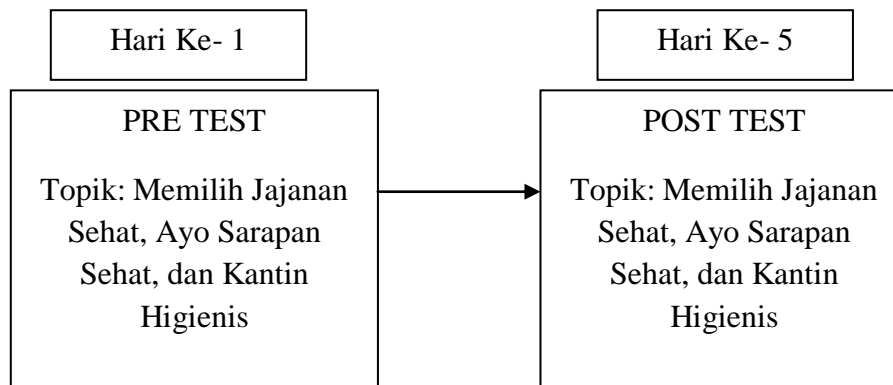 Hari Ke- 1
PRE TEST
Topik: Memilih Jajanan
Sehat, Ayo Sarapan
Sehat, dan Kantin
Higienis
Hari Ke- 5
POST TEST
Topik: Memilih Jajanan
Sehat, Ayo Sarapan
Sehat, dan Kantin
Higienis